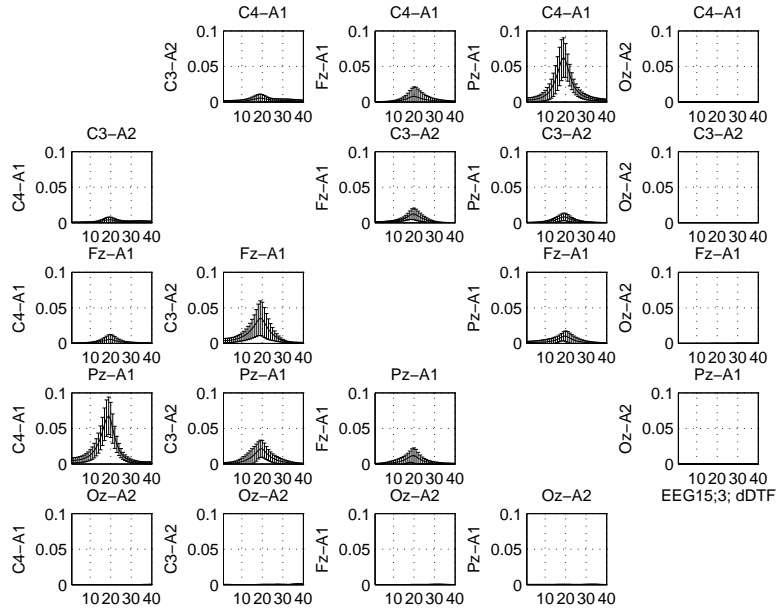 C4−A1 C4−A1 C4−A1 C4−A1
C3−A2 0.1 0.05 0 10 20 30 40
Fz−A1 0.1 0.05 0 10 20 30 40
Pz−A1 0.1 0.05 0 10 20 30 40
Oz−A2 0.1 0.05 0 10 20 30 40
C3−A2 C3−A2 C3−A2 C3−A2
C4−A1 0.1 0.05 0 10 20 30 40
Fz−A1 0.1 0.05 0 10 20 30 40
Pz−A1 0.1 0.05 0 10 20 30 40
Oz−A2 0.1 0.05 0 10 20 30 40
Fz−A1 Fz−A1 Fz−A1 Fz−A1
C4−A1 0.1 0.05 0 10 20 30 40
C3−A2 0.1 0.05 0 10 20 30 40
Pz−A1 0.1 0.05 0 10 20 30 40
Oz−A2 0.1 0.05 0 10 20 30 40
Pz−A1 Pz−A1 Pz−A1 Pz−A1
C4−A1 0.1 0.05 0 10 20 30 40
C3−A2 0.1 0.05 0 10 20 30 40
Fz−A1 0.1 0.05 0 10 20 30 40
Oz−A2 0.1 0.05 0 10 20 30 40
EEG15;3; dDTF
Oz−A2 Oz−A2 Oz−A2 Oz−A2
C4−A1 0.1 0.05 0 10 20 30 40
C3−A2 0.1 0.05 0 10 20 30 40
Fz−A1 0.1 0.05 0 10 20 30 40
Pz−A1 0.1 0.05 0 10 20 30 40